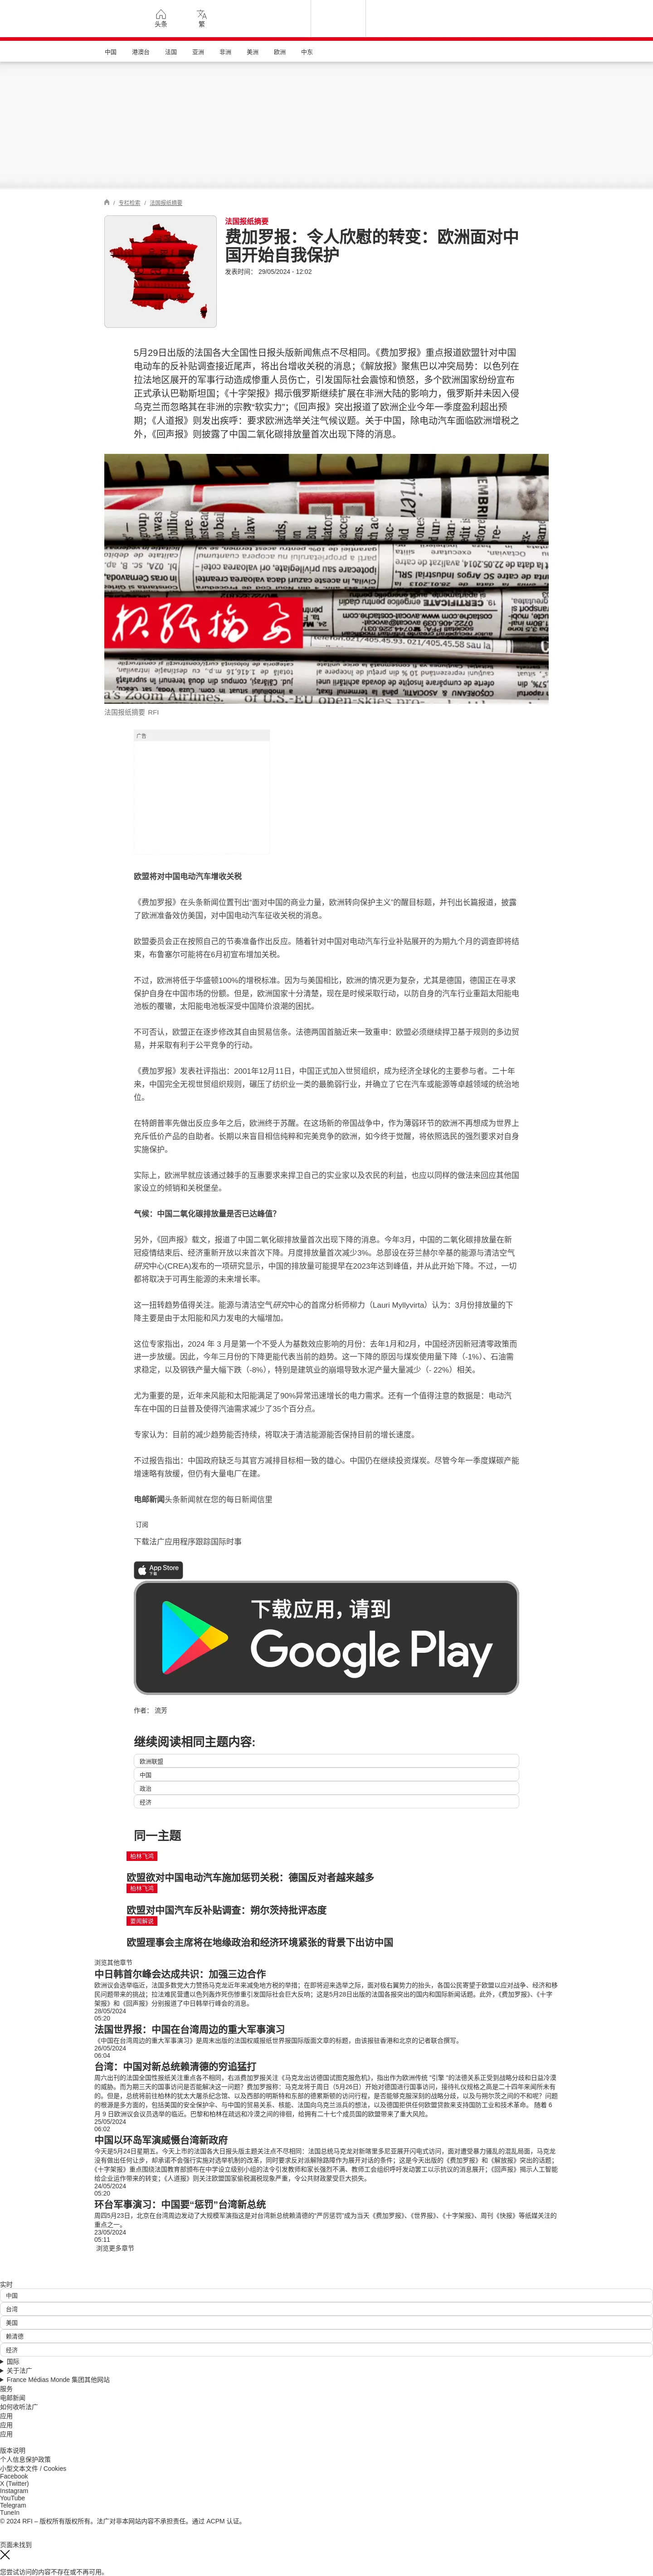 头条
繁
中国 港澳台 法国 亚洲 非洲 美洲 欧洲 中东
/ 专栏检索 / 法国报纸摘要
法国报纸摘要
费加罗报：令人欣慰的转变：欧洲面对中
国开始自我保护
发表时间： 29/05/2024 - 12:02
5月29日出版的法国各大全国性日报头版新闻焦点不尽相同。《费加罗报》重点报道欧盟针对中国
电动车的反补贴调查接近尾声，将出台增收关税的消息；《解放报》聚焦巴以冲突局势：以色列在
拉法地区展开的军事行动造成惨重人员伤亡，引发国际社会震惊和愤怒，多个欧洲国家纷纷宣布
正式承认巴勒斯坦国；《十字架报》揭示俄罗斯继续扩展在非洲大陆的影响力，俄罗斯并未因入侵
乌克兰而忽略其在非洲的宗教“软实力”；《回声报》突出报道了欧洲企业今年一季度盈利超出预
期；《人道报》则发出疾呼：要求欧洲选举关注气候议题。关于中国，除电动汽车面临欧洲增税之
外，《回声报》则披露了中国二氧化碳排放量首次出现下降的消息。
报纸摘要
法国报纸摘要 RFI
广告
欧盟将对中国电动汽车增收关税
《费加罗报》在头条新闻位置刊出“面对中国的商业力量，欧洲转向保护主义”的醒目标题，并刊出长篇报道，披露
了欧洲准备效仿美国，对中国电动汽车征收关税的消息。
欧盟委员会正在按照自己的节奏准备作出反应。随着针对中国对电动汽车行业补贴展开的为期九个月的调查即将结
束，布鲁塞尔可能将在6月初宣布增加关税。
不过，欧洲将低于华盛顿100%的增税标准。因为与美国相比，欧洲的情况更为复杂，尤其是德国，德国正在寻求
保护自身在中国市场的份额。但是，欧洲国家十分清楚，现在是时候采取行动，以防自身的汽车行业重蹈太阳能电
池板的覆辙，太阳能电池板深受中国降价浪潮的困扰。
不可否认，欧盟正在逐步修改其自由贸易信条。法德两国首脑近来一致重申：欧盟必须继续捍卫基于规则的多边贸
易，并采取有利于公平竞争的行动。
《费加罗报》发表社评指出：2001年12月11日，中国正式加入世贸组织，成为经济全球化的主要参与者。二十年
来，中国完全无视世贸组织规则，碾压了纺织业一类的最脆弱行业，并确立了它在汽车或能源等卓越领域的统治地
位。
在特朗普率先做出反应多年之后，欧洲终于苏醒。在这场新的帝国战争中，作为薄弱环节的欧洲不再想成为世界上
充斥低价产品的自助者。长期以来盲目相信纯粹和完美竞争的欧洲，如今终于觉醒，将依照选民的强烈要求对自身
实施保护。
实际上，欧洲早就应该通过棘手的互惠要求来捍卫自己的实业家以及农民的利益，也应以同样的做法来回应其他国
家设立的倾销和关税堡垒。
气候：中国二氧化碳排放量是否已达峰值？
另外，《回声报》载文，报道了中国二氧化碳排放量首次出现下降的消息。今年3月，中国的二氧化碳排放量在新
冠疫情结束后、经济重新开放以来首次下降。月度排放量首次减少3%。总部设在芬兰赫尔辛基的能源与清洁空气
研究中心(CREA)发布的一项研究显示，中国的排放量可能提早在2023年达到峰值，并从此开始下降。不过，一切
都将取决于可再生能源的未来增长率。
这一扭转趋势值得关注。能源与清洁空气研究中心的首席分析师柳力（Lauri Myllyvirta）认为：3月份排放量的下
降主要是由于太阳能和风力发电的大幅增加。
这位专家指出，2024 年 3 月是第一个不受人为基数效应影响的月份：去年1月和2月，中国经济因新冠清零政策而
进一步放缓。因此，今年三月份的下降更能代表当前的趋势。这一下降的原因与煤炭使用量下降（-1%）、石油需
求稳定，以及钢铁产量大幅下跌（-8%），特别是建筑业的崩塌导致水泥产量大量减少（- 22%）相关。
尤为重要的是，近年来风能和太阳能满足了90%异常迅速增长的电力需求。还有一个值得注意的数据是：电动汽
车在中国的日益普及使得汽油需求减少了35个百分点。
专家认为：目前的减少趋势能否持续，将取决于清洁能源能否保持目前的增长速度。
不过报告指出：中国政府缺乏与其官方减排目标相一致的雄心。中国仍在继续投资煤炭。尽管今年一季度煤碳产能
增速略有放缓，但仍有大量电厂在建。
电邮新闻头条新闻就在您的每日新闻信里
订阅
下载法广应用程序跟踪国际时事
App Store
下载
下载应用，请到
Google Play
作者： 流芳
继续阅读相同主题内容:
欧洲联盟
中国
政治
经济
同一主题
柏林飞鸿
欧盟欲对中国电动汽车施加惩罚关税：德国反对者越来越多
柏林飞鸿
欧盟对中国汽车反补贴调查：朔尔茨持批评态度
要闻解说
欧盟理事会主席将在地缘政治和经济环境紧张的背景下出访中国
浏览其他章节
中日韩首尔峰会达成共识：加强三边合作
欧洲议会选举临近，法国多数党大力赞扬马克龙近年来减免地方税的举措；在即将迎来选举之际，面对极右翼势力的抬头，各国公民寄望于欧盟以应对战争、经济和移
民问题带来的挑战；拉法难民营遭以色列轰炸死伤惨重引发国际社会巨大反响；这是5月28日出版的法国各报突出的国内和国际新闻话题。此外，《费加罗报》、《十字
架报》和《回声报》分别报道了中日韩举行峰会的消息。
28/05/2024
05:20
法国世界报：中国在台湾周边的重大军事演习
《中国在台湾周边的重大军事演习》是周末出版的法国权威报纸世界报国际版面文章的标题，由该报驻香港和北京的记者联合撰写。
26/05/2024
06:04
台湾：中国对新总统赖清德的穷追猛打
周六出刊的法国全国性报纸关注重点各不相同，右派费加罗报关注《马克龙出访德国试图克服危机》，指出作为欧洲传统 “引擎 ”的法德关系正受到战略分歧和日益冷漠
的威胁。而为期三天的国事访问是否能解决这一问题？费加罗报称：马克龙将于周日（5月26日）开始对德国进行国事访问，接待礼仪规格之高是二十四年来闻所未有
的。但是，总统将前往柏林的犹太大屠杀纪念馆、以及西部的明斯特和东部的德累斯顿的访问行程，是否能够克服深刻的战略分歧，以及与朔尔茨之间的不和呢？问题
的根源是多方面的，却括美国的安全保护伞、与中国的贸易关系、核能、法国向乌克兰派兵的想法，以及德国拒供任何欧盟贷款来支持国防工业和技术革命。 随着 6
月 9 日欧洲议会议员选举的临近。巴黎和柏林在疏远和冷漠之间的徘徊，给拥有二十七个成员国的欧盟带来了重大风险。
25/05/2024
06:02
中国以环岛军演威慑台湾新政府
今天是5月24日星期五。今天上市的法国各大日报头版主题关注点不尽相同：法国总统马克龙对新喀里多尼亚展开闪电式访问，面对遭受暴力骚乱的混乱局面，马克龙
没有做出任何让步，却承诺不会强行实施对选举机制的改革，同时要求反对派解除路障作为展开对话的条件；这是今天出版的《费加罗报》和《解放报》突出的话题；
《十字架报》重点围绕法国教育部颁布在中学设立级别小组的法令引发教师和家长强烈不满、教师工会组织呼吁发动罢工以示抗议的消息展开；《回声报》揭示人工智能
给企业运作带来的转变；《人道报》则关注欧盟国家偷税漏税现象严重，令公共财政蒙受巨大损失。
24/05/2024
05:20
环台军事演习：中国要“惩罚”台湾新总统
周四5月23日，北京在台湾周边发动了大规模军演指这是对台湾新总统赖清德的“严厉惩罚”成为当天《费加罗报》、《世界报》、《十字架报》、周刊《快报》等纸媒关注的
重点之一。
23/05/2024
05:11
浏览更多章节
实时
中国
台湾
美国
赖清德
经济
国际
关于法广
France Médias Monde 集团其他网站
服务
电邮新闻
如何收听法广
应用
应用
应用
版本说明
个人信息保护政策
小型文本文件 / Cookies
Facebook
X (Twitter)
Instagram
YouTube
Telegram
TuneIn
© 2024 RFI – 版权所有版权所有。法广对非本网站内容不承担责任。通过 ACPM 认证。
页面未找到
您尝试访问的内容不存在或不再可用。